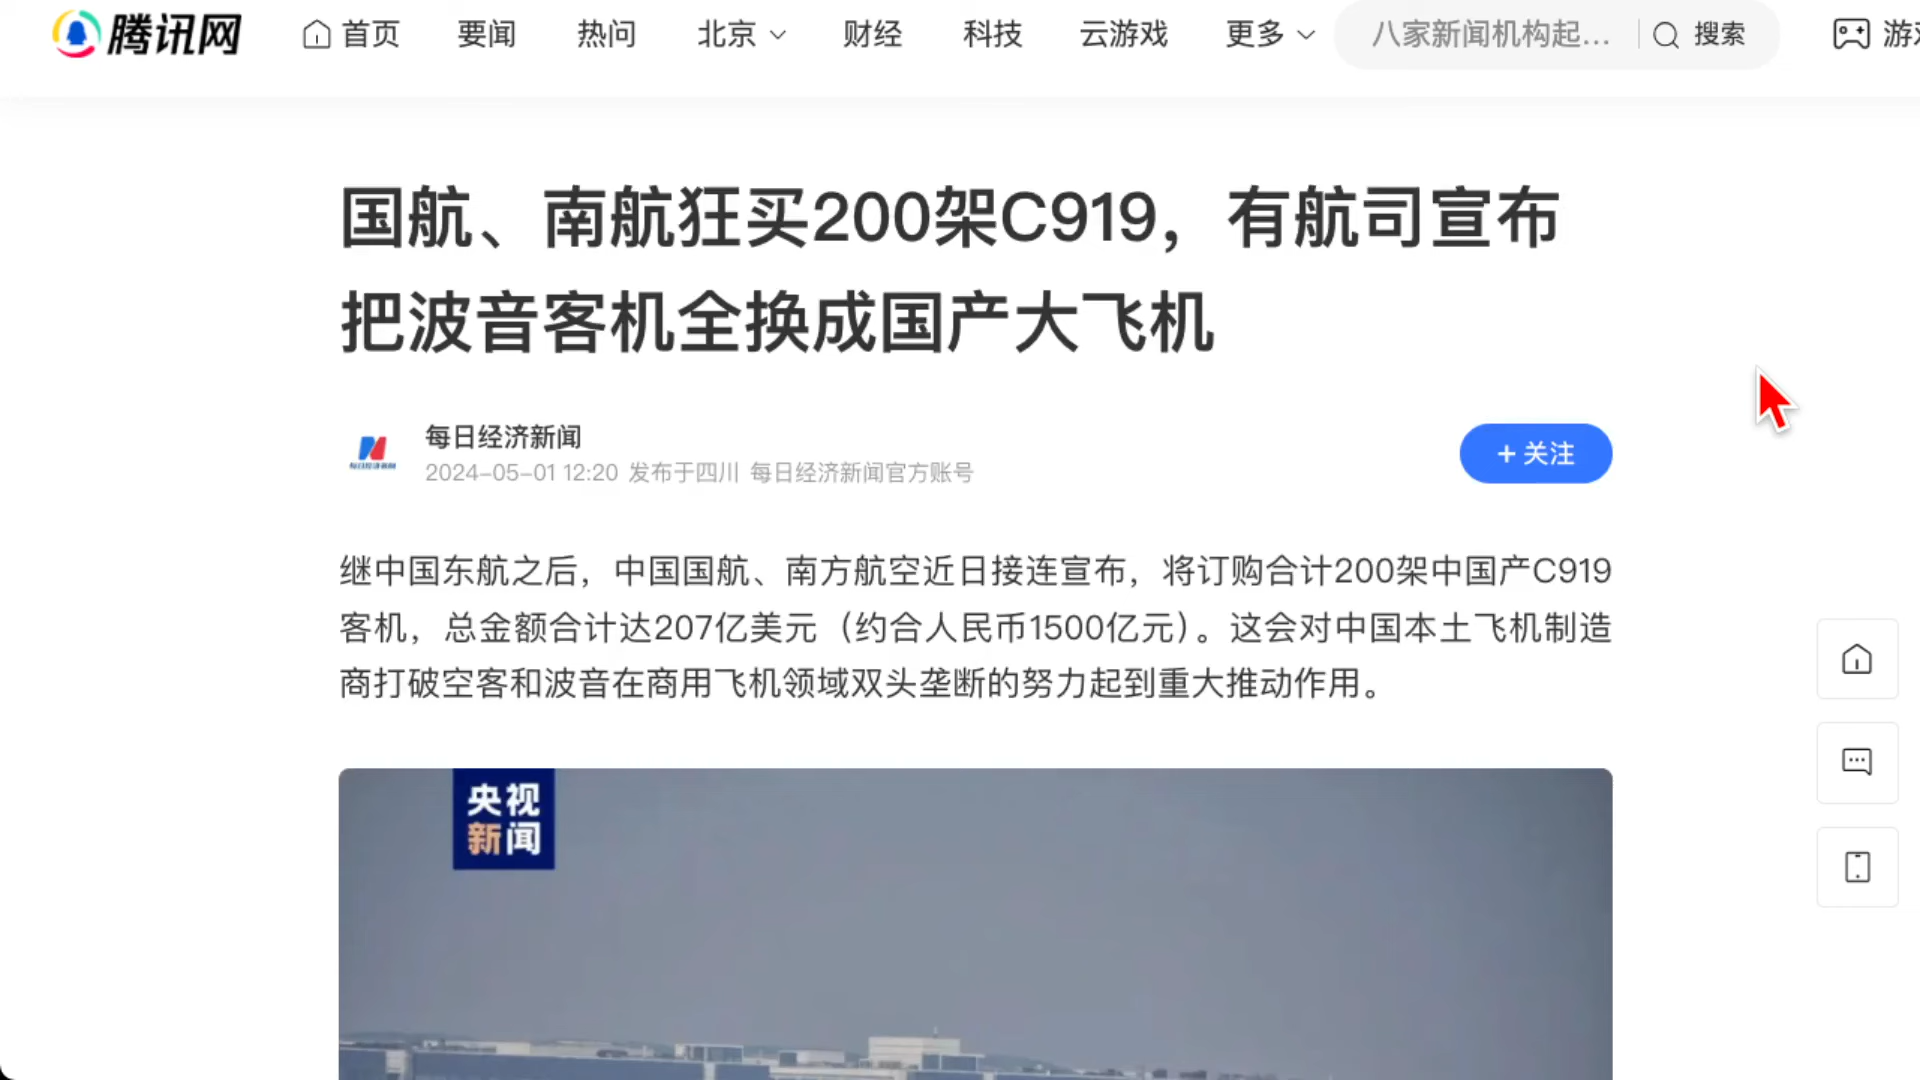 腾讯网 首页 要闻 热问 北京 财经 科技 云游戏 更多 八家新闻机构起... 搜索
国航、南航狂买200架C919，有航司宣布
把波音客机全换成国产大飞机
每日经济新闻
2024-05-01 12:20 发布于四川 每日经济新闻官方账号
+ 关注
继中国东航之后，中国国航、南方航空近日接连宣布，将订购合计200架中国产C919
客机，总金额合计达207亿美元（约合人民币1500亿元）。这会对中国本土飞机制造
商打破空客和波音在商用飞机领域双头垄断的努力起到重大推动作用。
央视
新闻